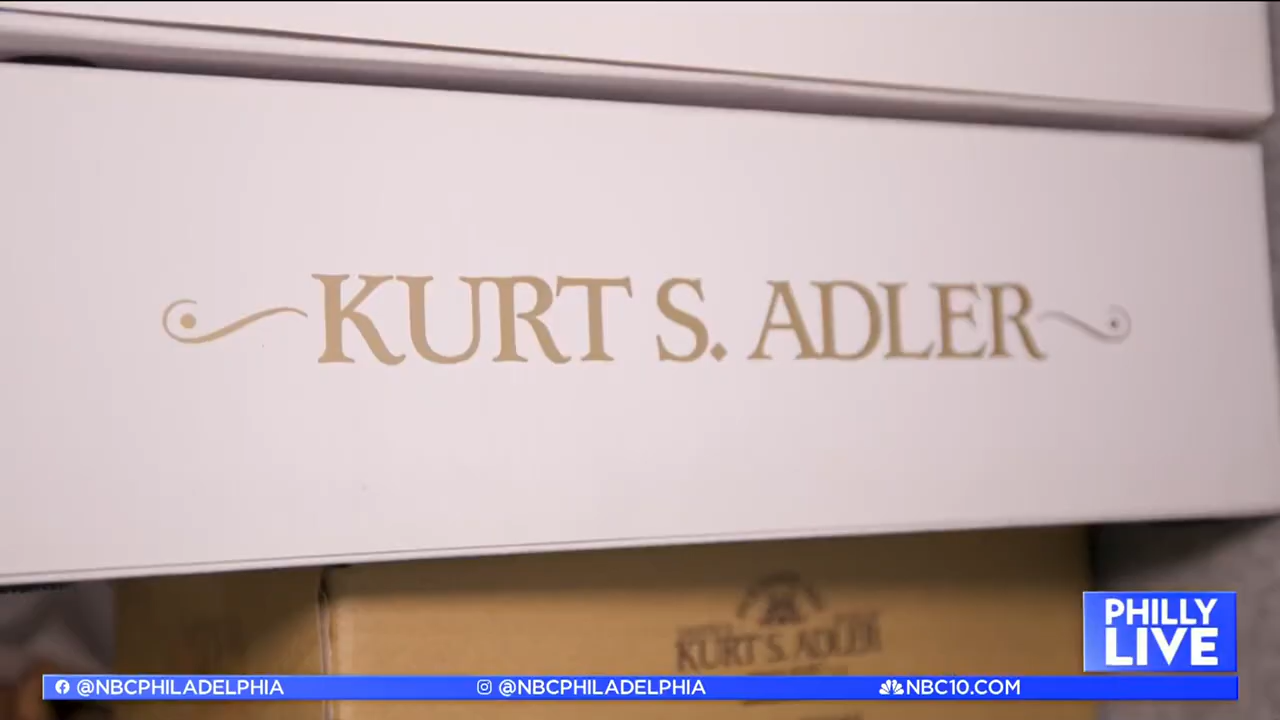 KURT S. ADLER
KURT S. ADLER
PHILLY
LIVE
@NBCPHILADELPHIA
@NBCPHILADELPHIA
NBC10.COM